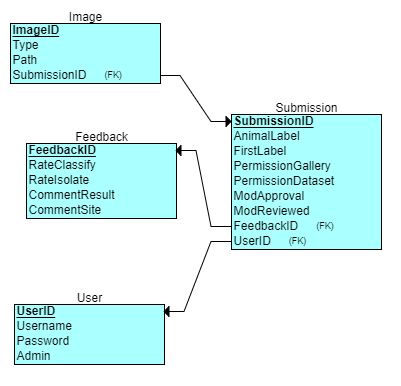 Image
ImageID
Type
Path
SubmissionID (FK)
Submission
SubmissionID
AnimalLabel
FirstLabel
PermissionGallery
PermissionDataset
ModApproval
ModReviewed
FeedbackID (FK)
UserID (FK)
Feedback
FeedbackID
RateClassify
RateIsolate
CommentResult
CommentSite
User
UserID
Username
Password
Admin